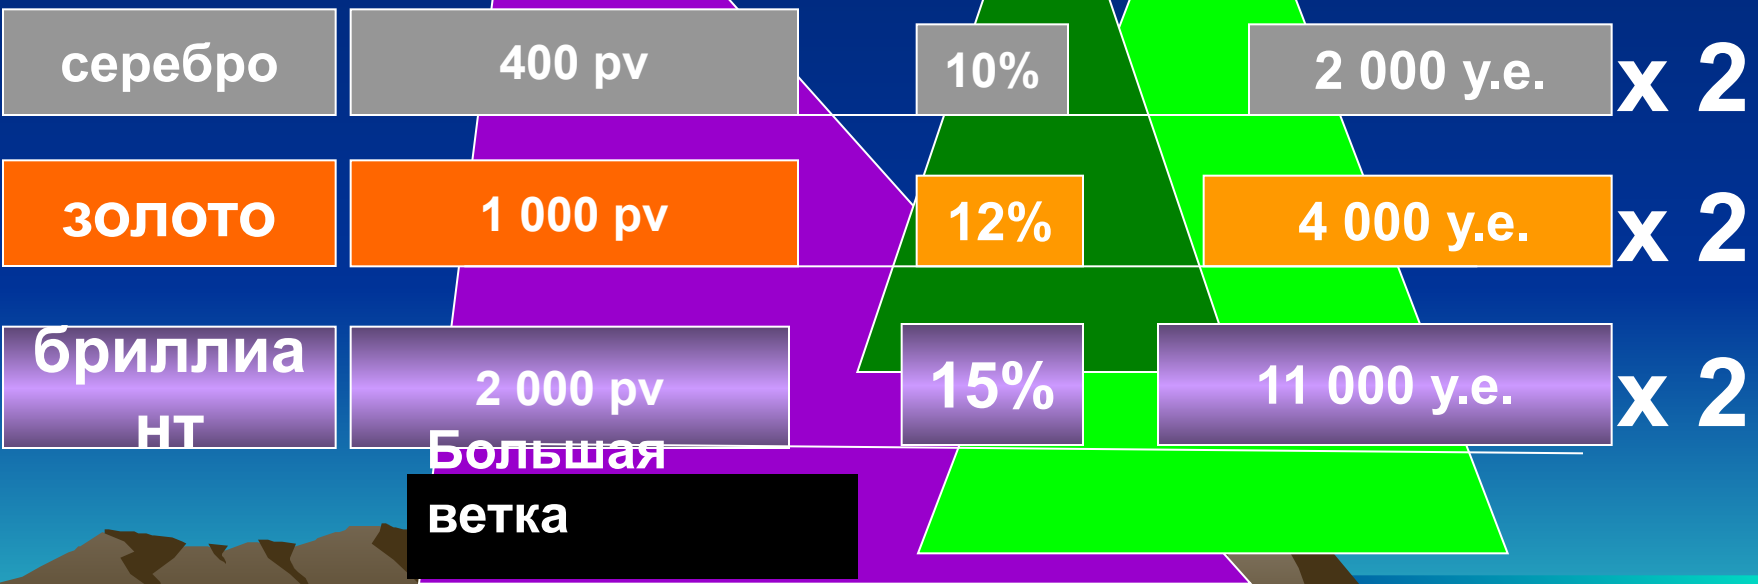 серебро 400 pv 10% 2 000 у.е. x 2
золото 1 000 pv 12% 4 000 у.е. x 2
бриллиа
нт 2 000 pv 15% 11 000 у.е. x 2
Большая
ветка